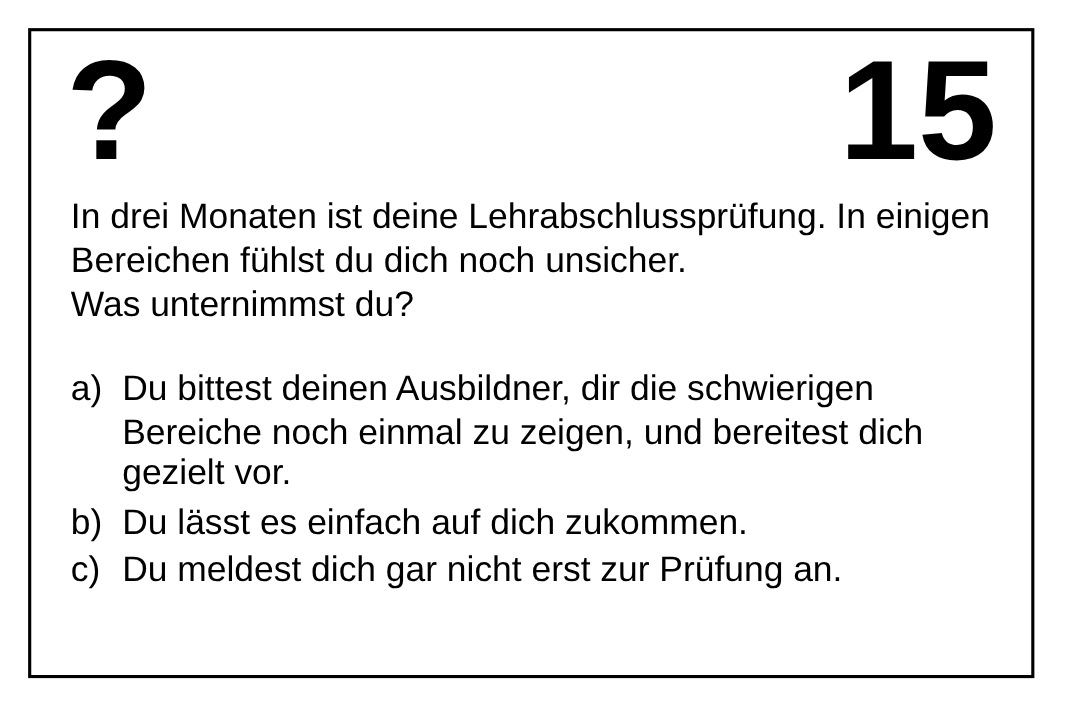 ? 15
In drei Monaten ist deine Lehrabschlussprüfung. In einigen
Bereichen fühlst du dich noch unsicher.
Was unternimmst du?
a) Du bittest deinen Ausbildner, dir die schwierigen
Bereiche noch einmal zu zeigen, und bereitest dich
gezielt vor.
b) Du lässt es einfach auf dich zukommen.
c) Du meldest dich gar nicht erst zur Prüfung an.